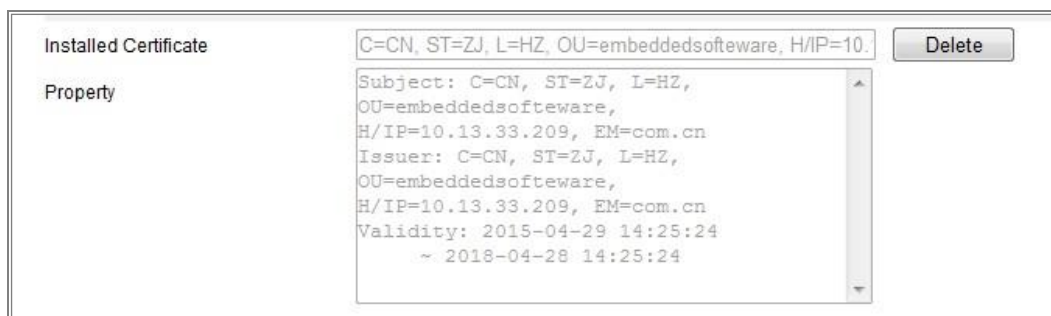 Installed Certificate C=CN, ST=ZJ, L=HZ, OU=embeddedsofteware, H/IP=10. Delete
Property
Subject: C=CN, ST=ZJ, L=HZ,
OU=embeddedsofteware,
H/IP=10.13.33.209, EM=com.cn
Issuer: C=CN, ST=ZJ, L=HZ,
OU=embeddedsofteware,
H/IP=10.13.33.209, EM=com.cn
Validity: 2015-04-29 14:25:24
~ 2018-04-28 14:25:24